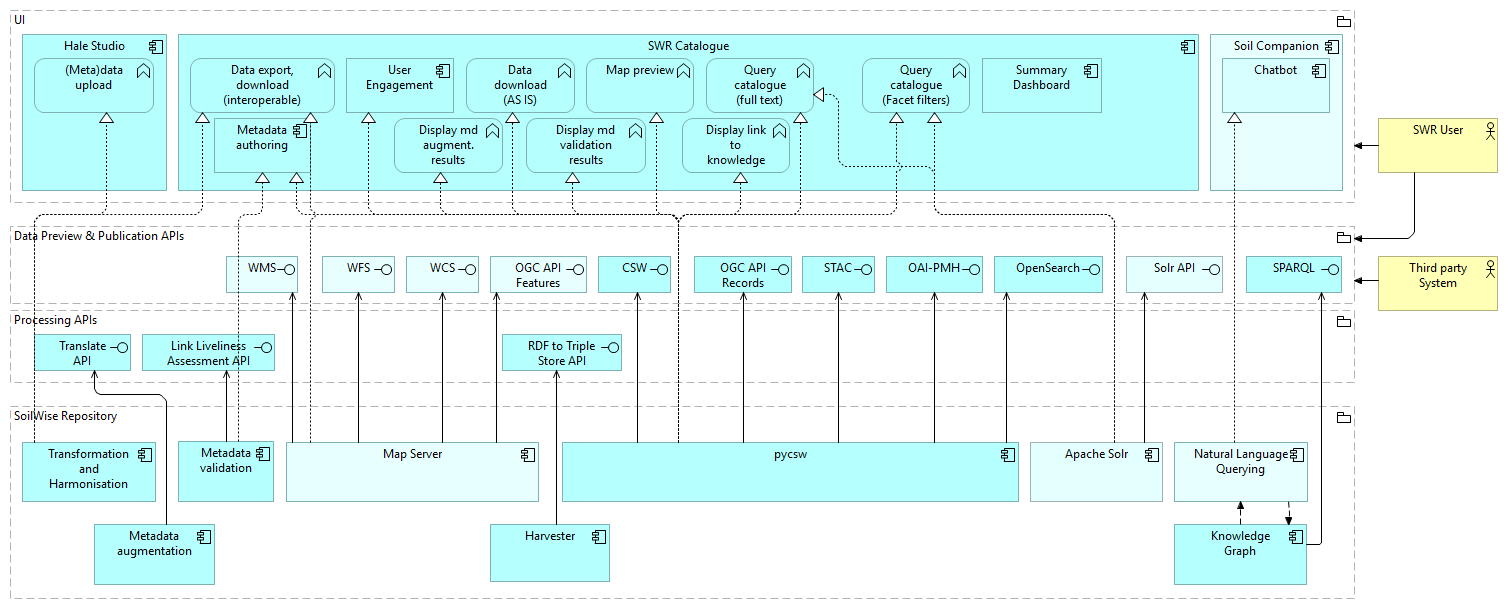 UI
Hale Studio
(Meta)data
upload
SWR Catalogue
Data export,
download
(interoperable)
User
Engagement
Data
download
(AS IS)
Map preview
Query
catalogue
(full text)
Query
catalogue
(Facet filters)
Summary
Dashboard
Metadada
authoring
Display md
augment.
results
Display md
validation
results
Display link
to
knowledge
Soil Companion
Chatbot
SWR User
Data Preview & Publication APIs
WMS
WFS
WCS
OGC API
Features
CSW
OGC API
Records
STAC
OAI-PMH
OpenSearch
Solr API
SPARQL
Third party
System
Processing APIs
Translate
API
Link Liveliness
Assessment API
RDF to Triple
Store API
SoilWise Repository
Transformation
and
Harmonisation
Metadata
validation
Map Server
pycsw
Apache Solr
Natural Language
Querying
Metadata
augmentation
Harvester
Knowledge
Graph